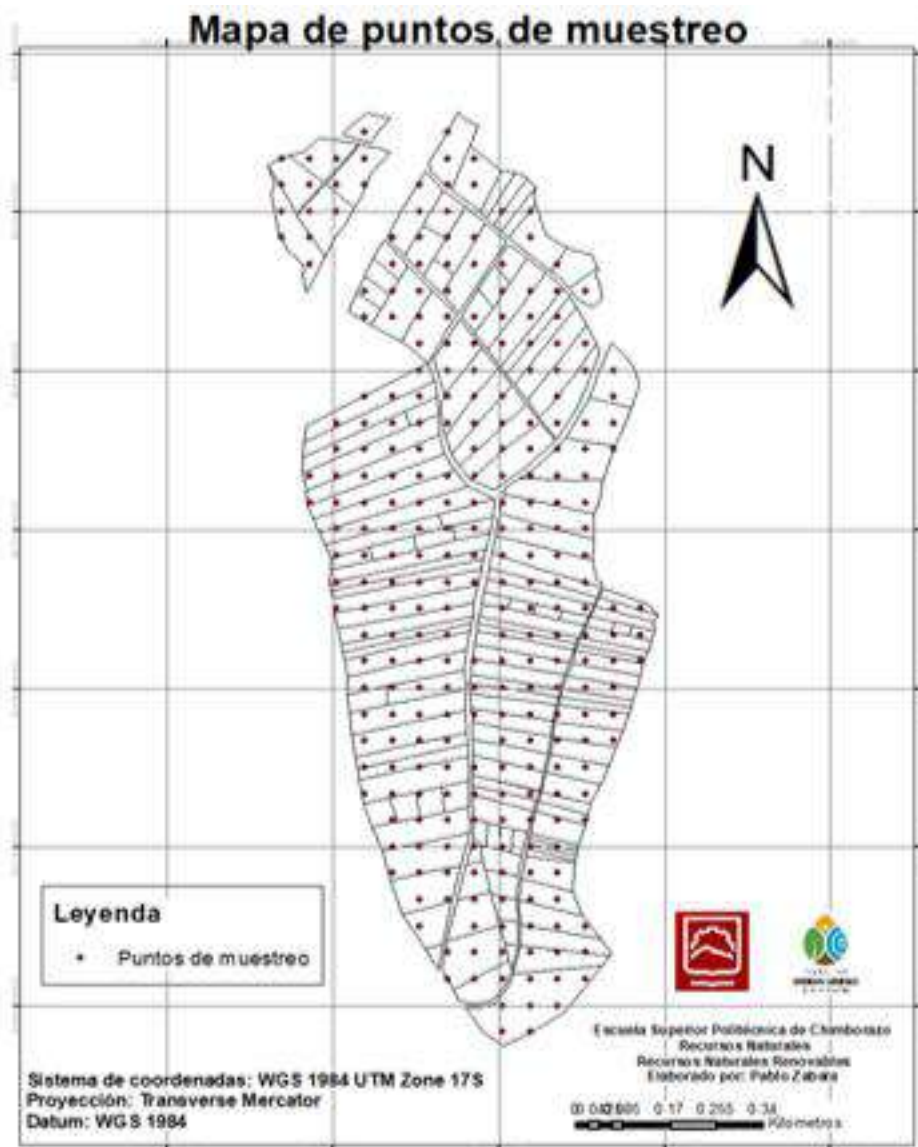 Mapa de puntos de muestreo
N
Leyenda
Puntos de muestreo
Escuela Superior Politécnica de Chimborazo
Recursos Naturales
Recursos Naturales Renovables
Elaborado por: Pablo Zabala
Sistema de coordenadas: WGS 1984 UTM Zone 17S
Proyección: Transverse Mercator
Datum: WGS 1984
0.17 0.255 0.34
Kilometros